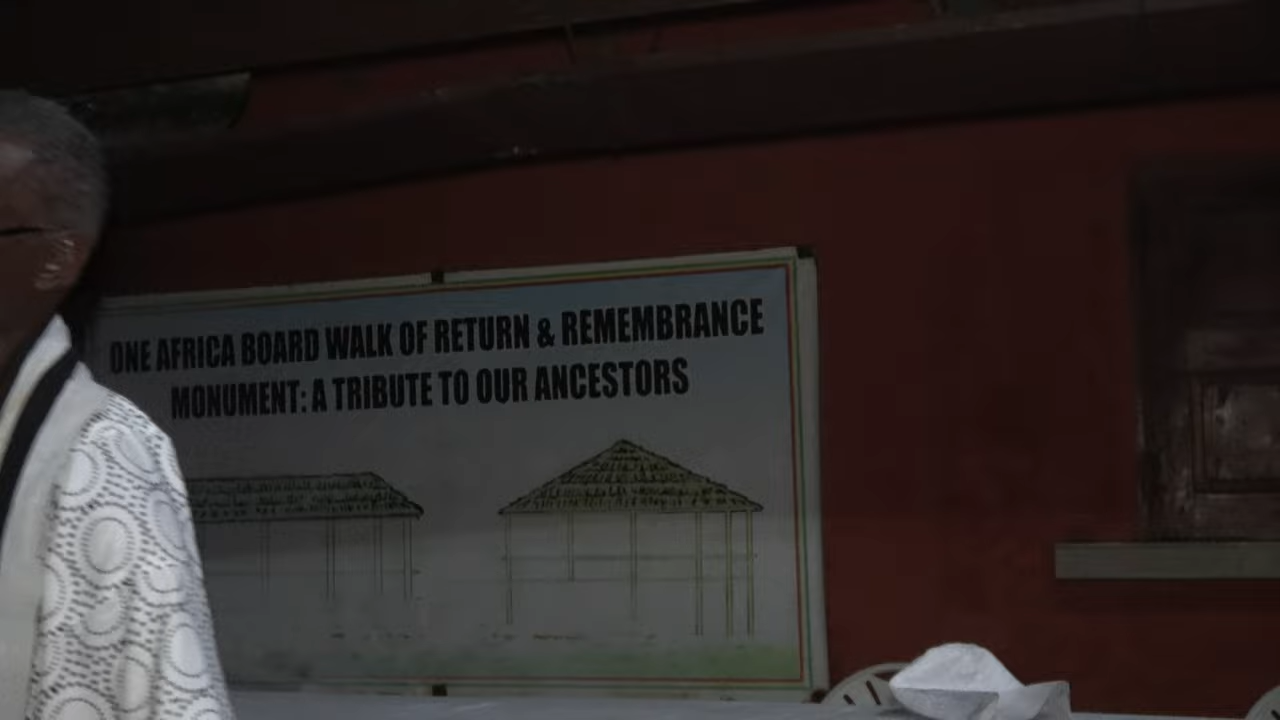 ONE AFRICA BOARD WALK OF RETURN & REMEMBRANCE
MONUMENT: A TRIBUTE TO OUR ANCESTORS